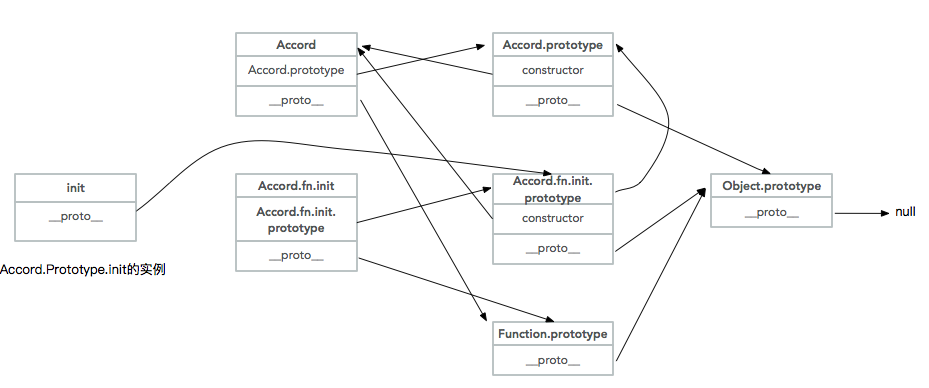 Accord
Accord.prototype
__proto__
Accord.prototype
constructor
__proto__
init
__proto__
Accord.Prototype.init的实例
Accord.fn.init
Accord.fn.init.
prototype
__proto__
Accord.fn.init.
prototype
constructor
__proto__
Object.prototype
__proto__
null
Function.prototype
__proto__